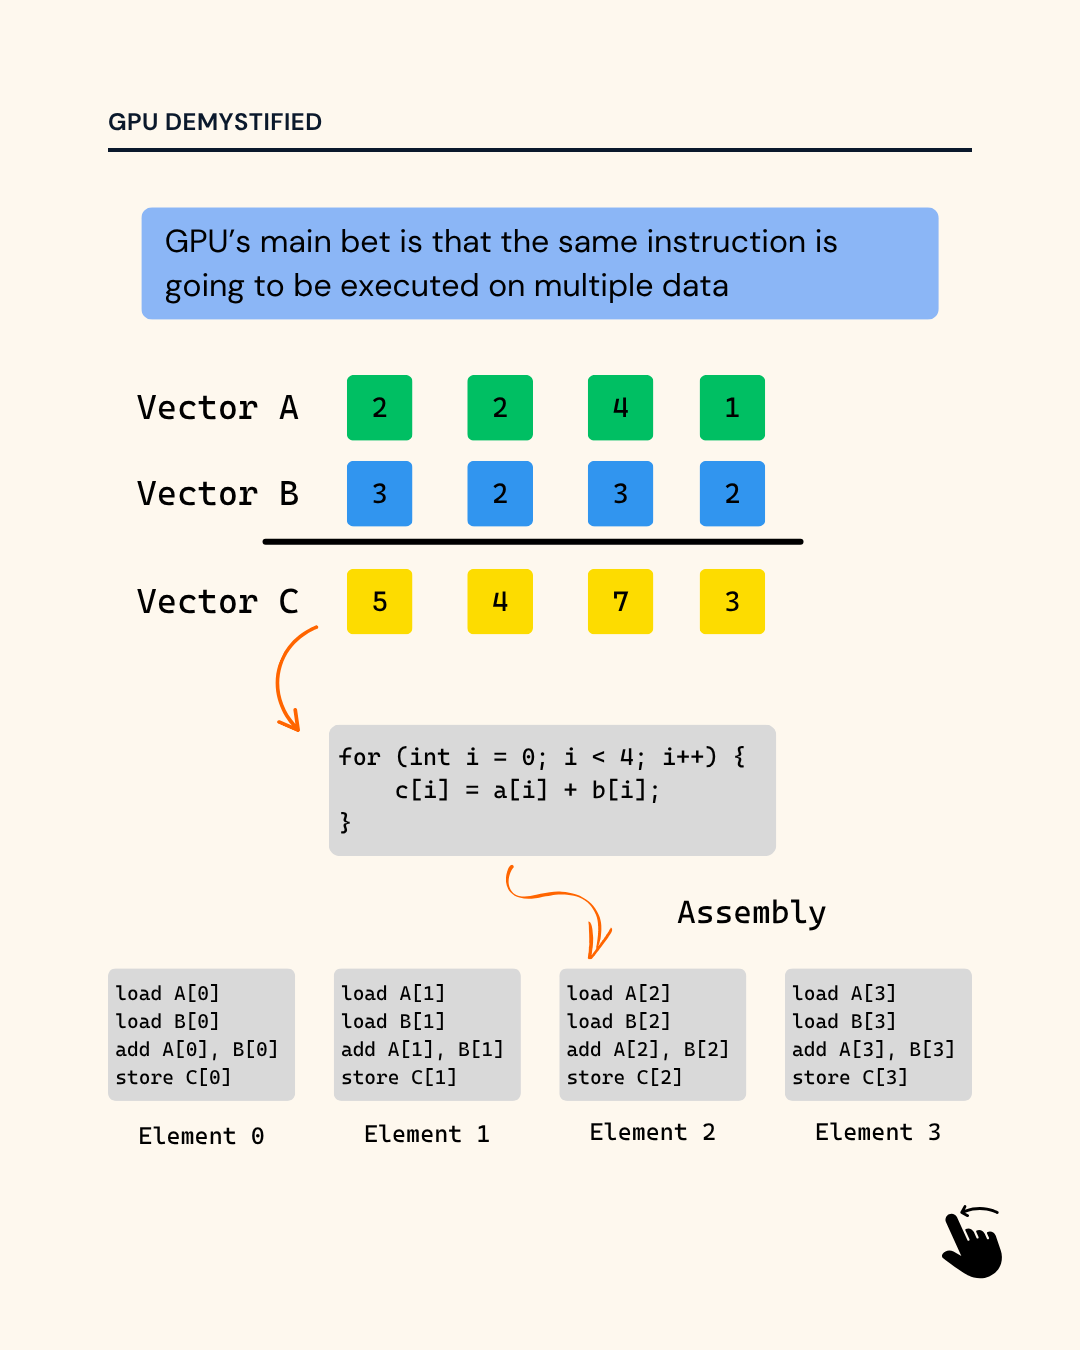 GPU DEMYSTIFIED
GPU’s main bet is that the same instruction is
going to be executed on multiple data
Vector A 2 2 4 1
Vector B 3 2 3 2
Vector C 5 4 7 3
for (int i = 0; i < 4; i++) {
    c[i] = a[i] + b[i];
}
Assembly
load A[0]
load B[0]
add A[0], B[0]
store C[0]
Element 0
load A[1]
load B[1]
add A[1], B[1]
store C[1]
Element 1
load A[2]
load B[2]
add A[2], B[2]
store C[2]
Element 2
load A[3]
load B[3]
add A[3], B[3]
store C[3]
Element 3